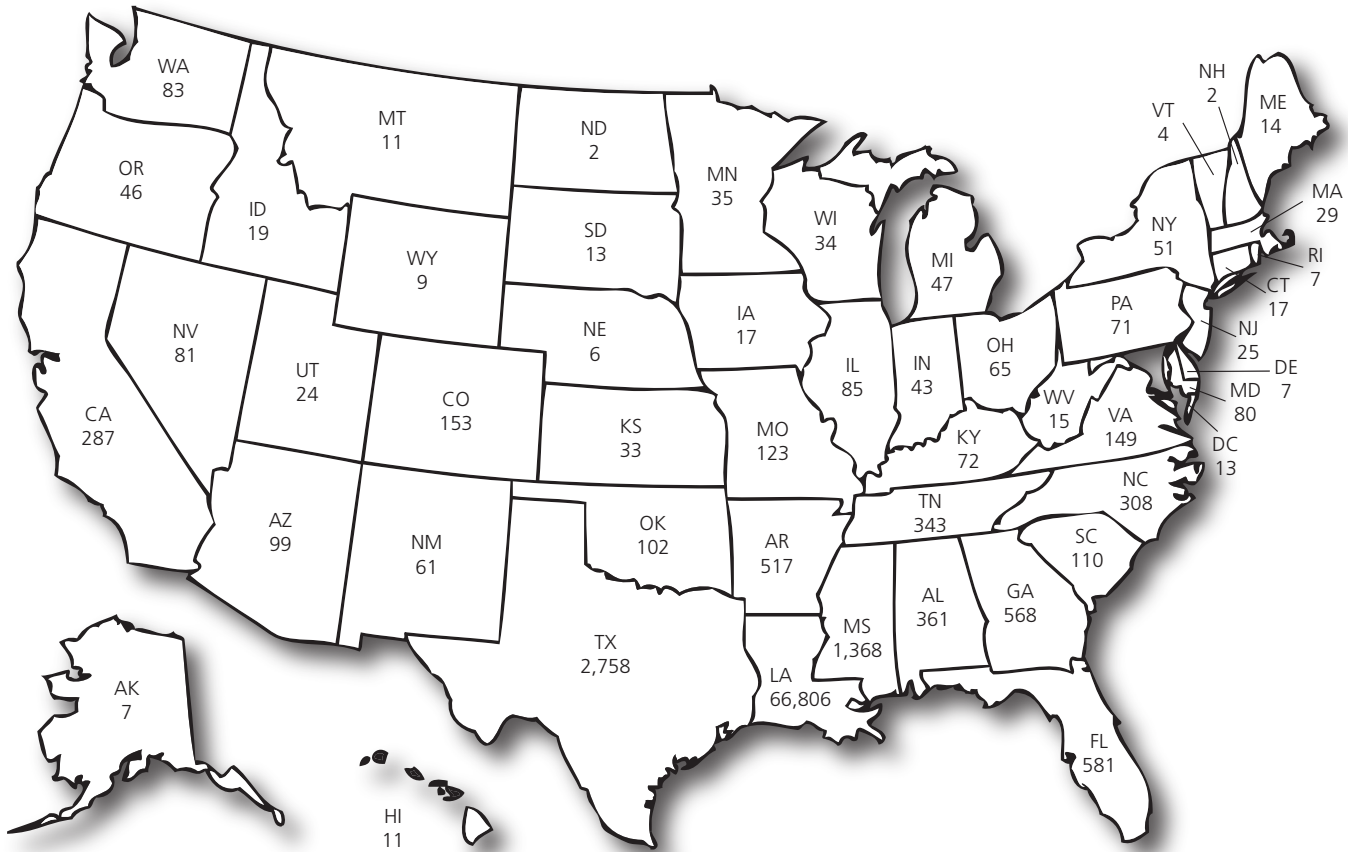 WA
83
MT
11
ND
2
MN
35
NH
2
VT
4
ME
14
OR
46
ID
19
WY
9
SD
13
WI
34
MI
47
NY
51
MA
29
RI
7
CT
17
NV
81
UT
24
NE
6
IA
17
PA
71
NJ
25
CA
287
CO
153
KS
33
MO
123
IL
85
IN
43
OH
65
WV
15
VA
149
DE
7
MD
80
DC
13
KY
72
AZ
99
NM
61
OK
102
AR
517
TN
343
NC
308
SC
110
TX
2,758
LA
66,806
MS
1,368
AL
361
GA
568
FL
581
AK
7
HI
11